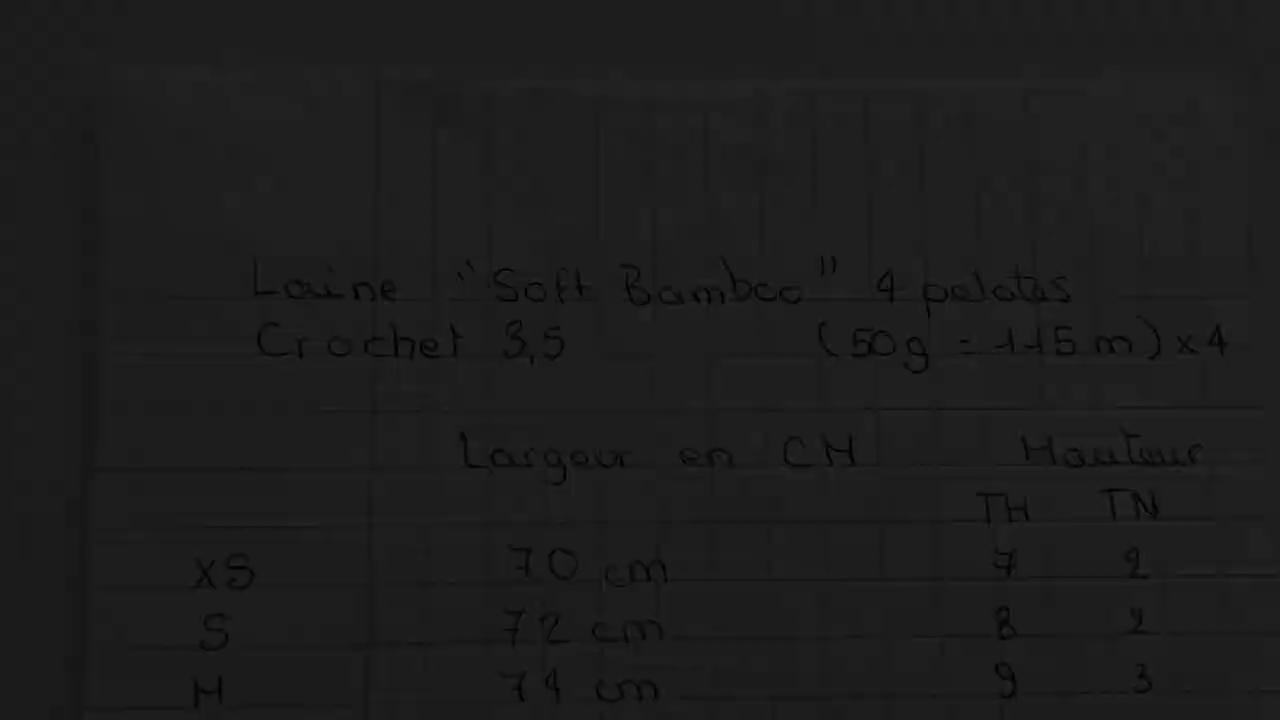 Laine "Soft Bamboo" 4 pelotes
Crochet 3,5 (50g = 115 m) x 4
Largeur en CM Hauteur
TH TN
XS 70 cm 7 2
S 72 cm 8 2
M 74 cm 9 3